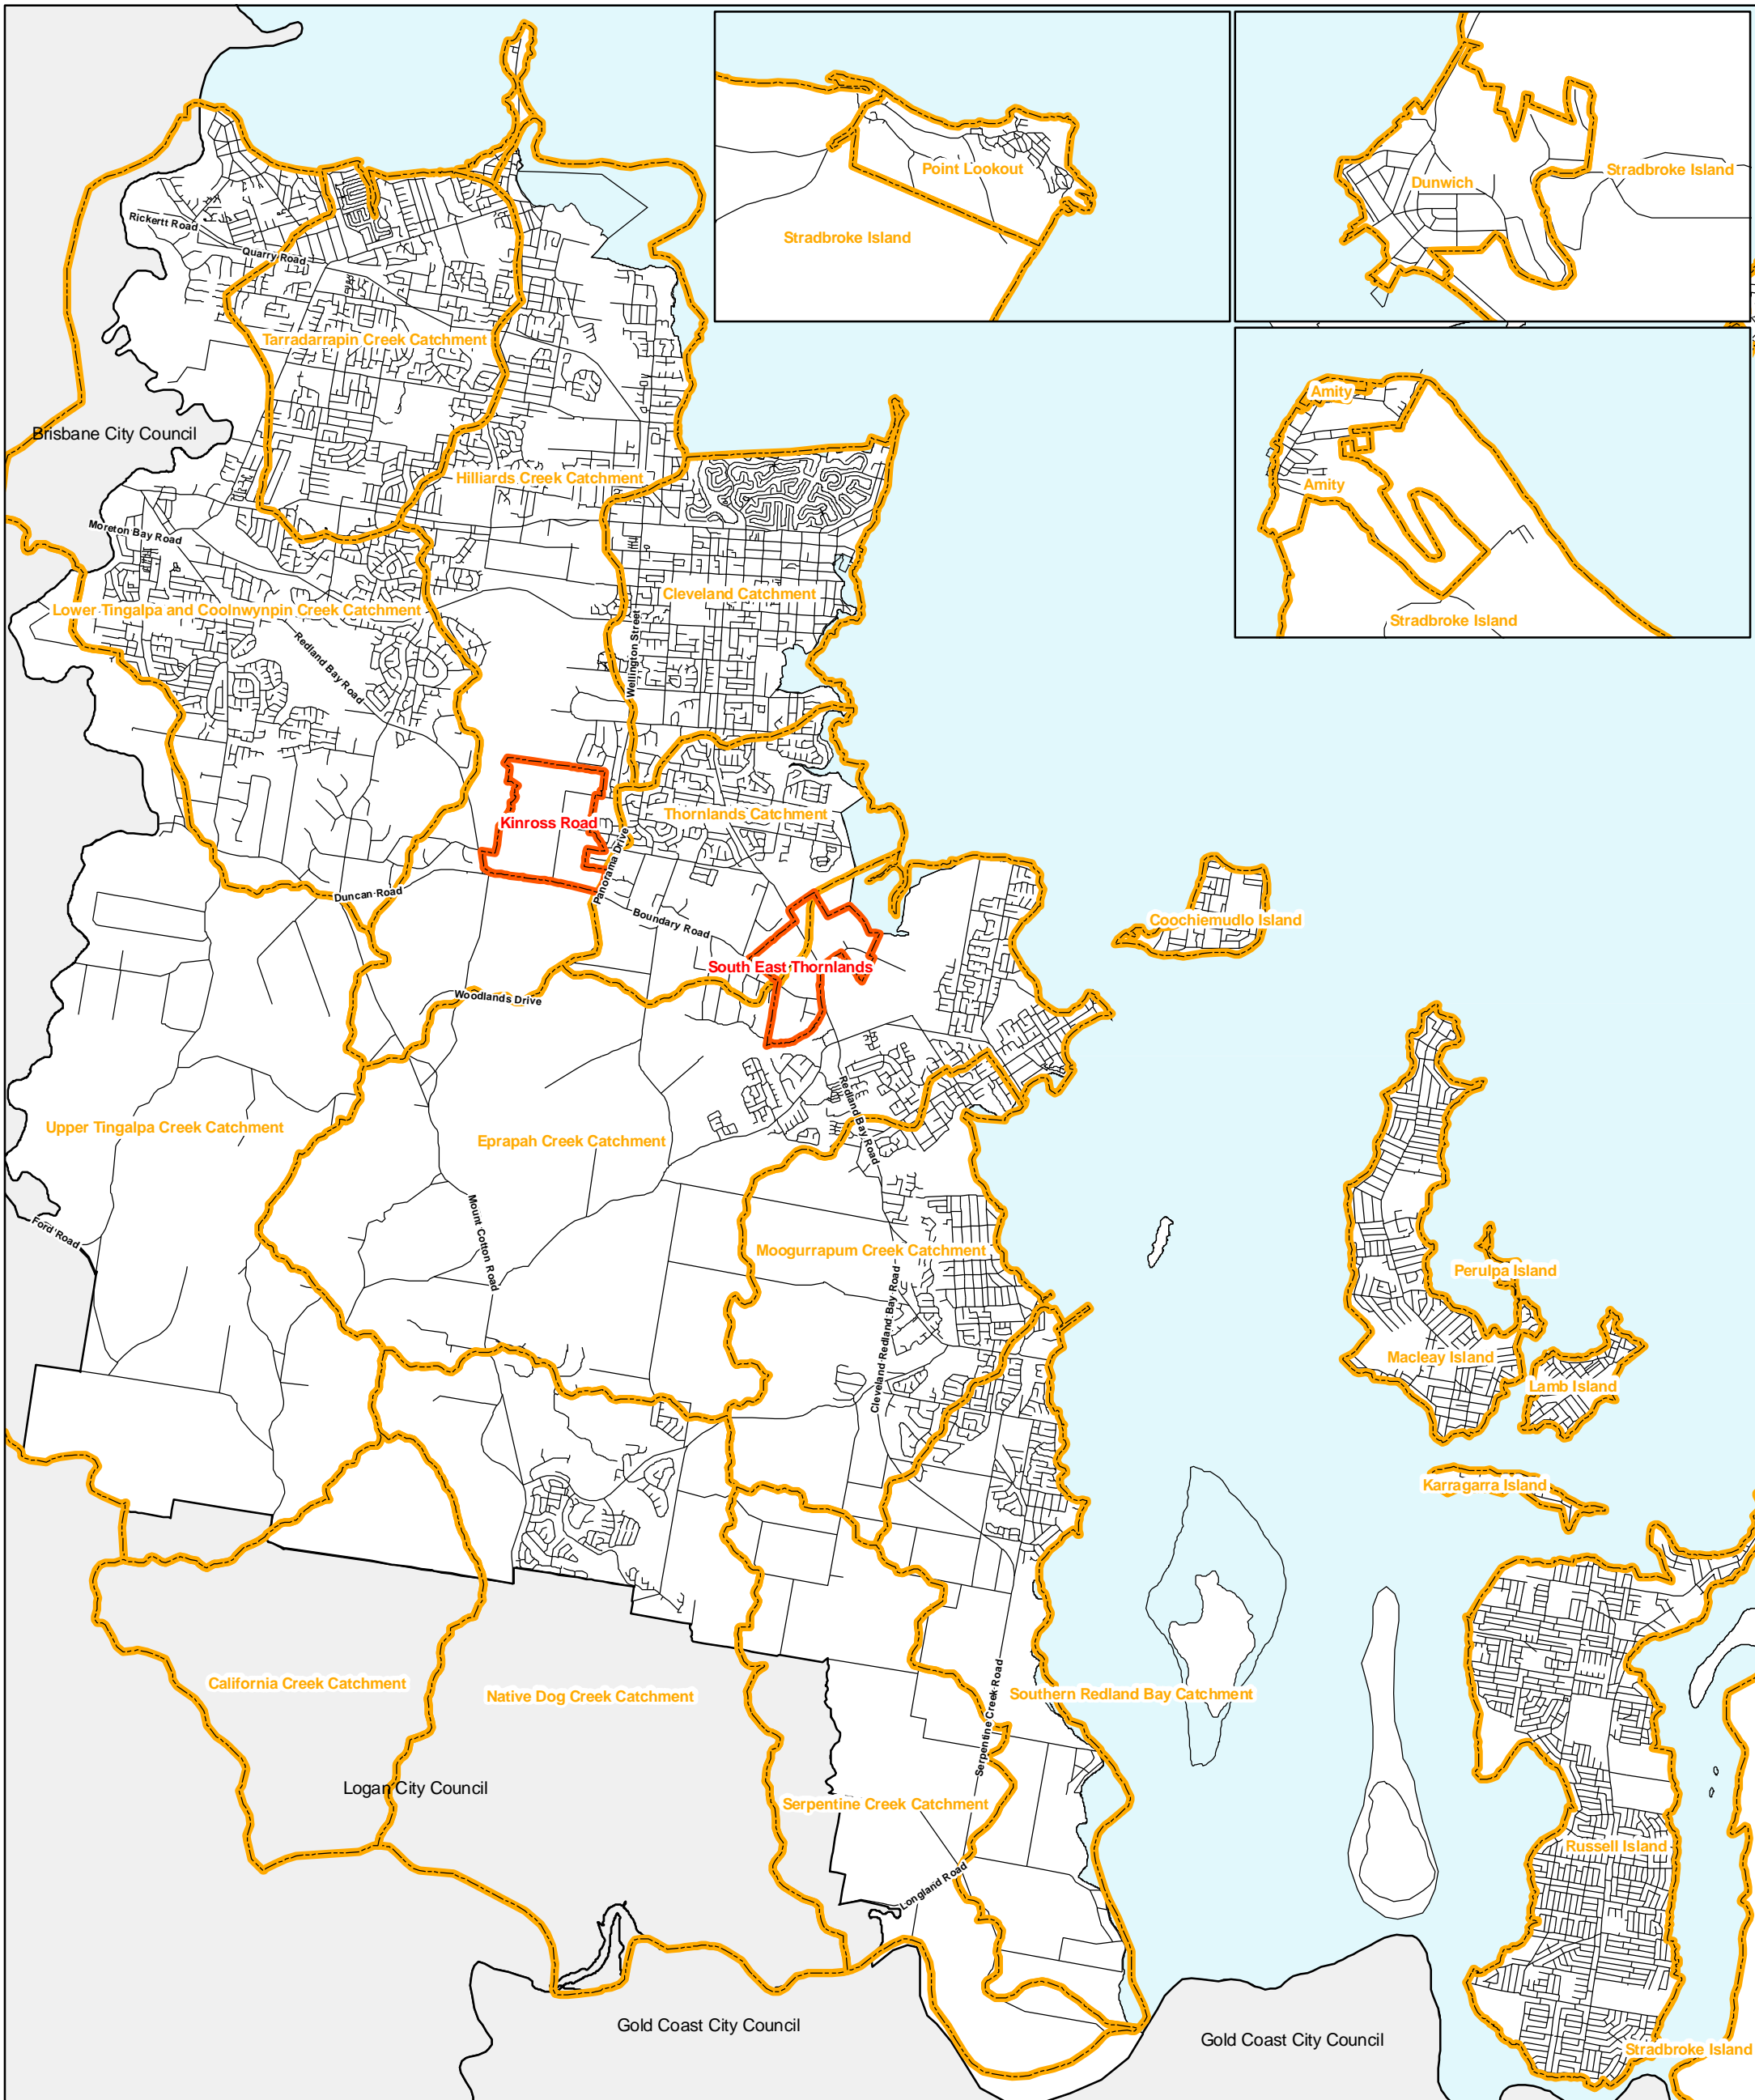 Point Lookout
Stradbroke Island
Dunwich
Stradbroke Island
Rickertt Road
Quarry Road
Tarradarrapin Creek Catchment
Amity
Brisbane City Council
Hilliards Creek Catchment
Amity
Moreton Bay Road
Cleveland Catchment
Lower Tingalpa and Coolnwynpin Creek Catchment
Stradbroke Island
Wellington Street
Redland Bay Road
Thornlands Catchment
Kinross Road
Panorama Drive
Duncan Road
Boundary Road
Coochiemudlo Island
South East Thornlands
Woodlands Drive
Redland Bay Road
Upper Tingalpa Creek Catchment
Eprapah Creek Catchment
Ford Road
Mount Cotton Road
Moogurrapum Creek Catchment
Perulpa Island
Cleveland Redland Bay Road
Macleay Island
Lamb Island
Karragarra Island
California Creek Catchment
Native Dog Creek Catchment
Southern Redland Bay Catchment
Serpentine Creek Road
Logan City Council
Serpentine Creek Catchment
Russell Island
Longland Road
Gold Coast City Council
Gold Coast City Council
Stradbroke Island